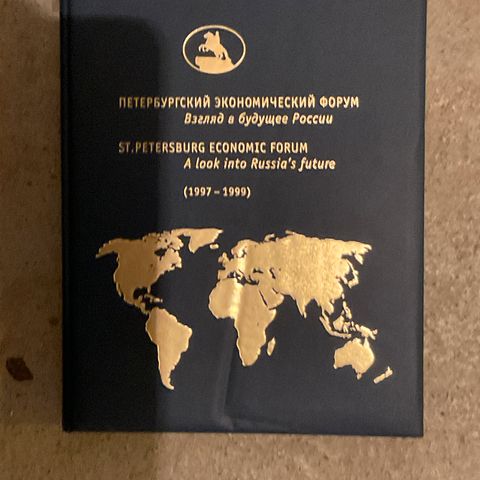 ПЕТЕРБУРГСКИЙ ЭКОНОМИЧЕСКИЙ ФОРУМ
Взгляд в будущее России
ST.PETERSBURG ECONOMIC FORUM
A look into Russia's future
(1997 – 1999)